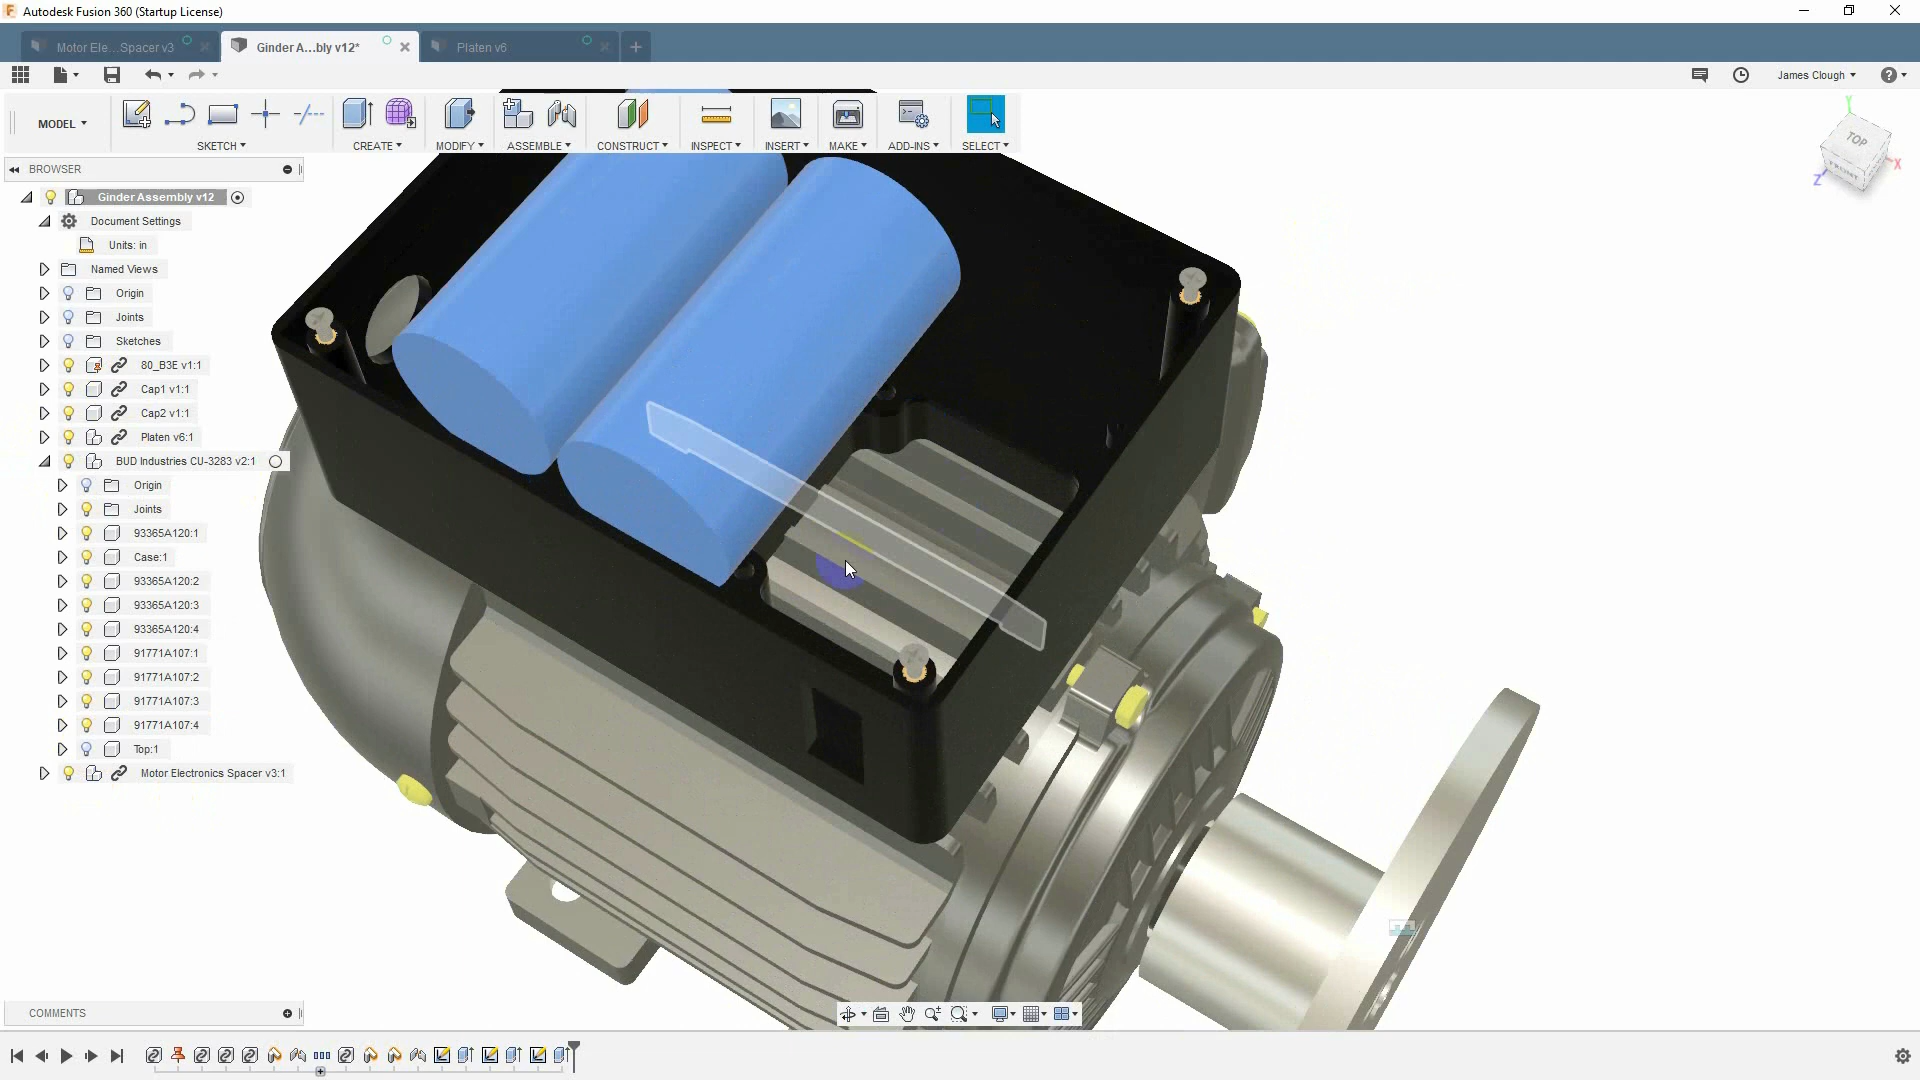 Autodesk Fusion 360 (Startup License)
Motor Ele...Spacer v3
Ginder A...bly v12*
Platen v6
James Clough
MODEL
SKETCH
CREATE
MODIFY
ASSEMBLE
CONSTRUCT
INSPECT
INSERT
MAKE
ADD-INS
SELECT
BROWSER
Ginder Assembly v12
Document Settings
Units: in
Named Views
Origin
Joints
Sketches
80_B3E v1:1
Cap1 v1:1
Cap2 v1:1
Platen v6:1
BUD Industries CU-3283 v2:1
Origin
Joints
93365A120:1
Case:1
93365A120:2
93365A120:3
93365A120:4
91771A107:1
91771A107:2
91771A107:3
91771A107:4
Top:1
Motor Electronics Spacer v3:1
Y
TOP
X
FRONT
Z
COMMENTS